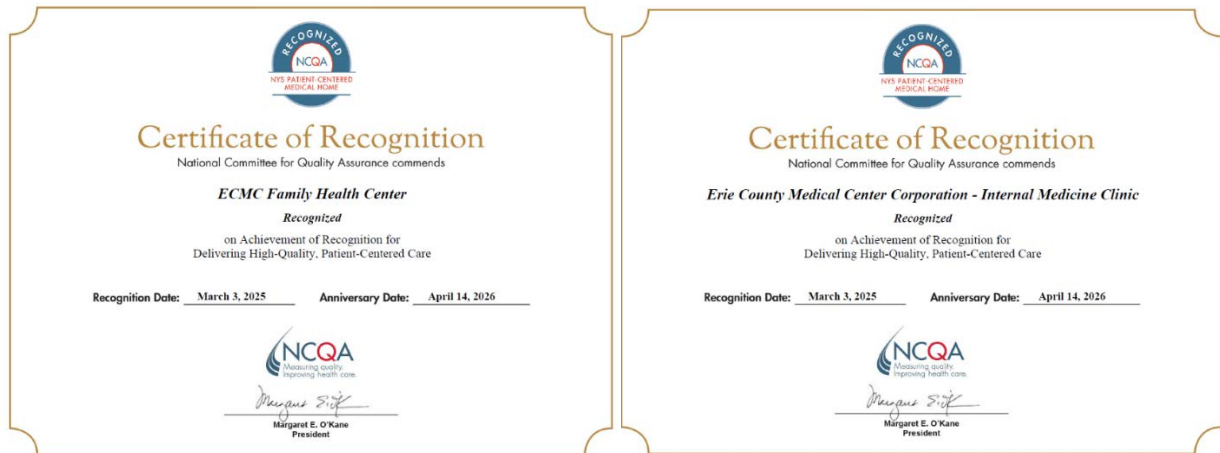 RECOGNIZED
NCQA
NYS PATIENT-CENTERED
MEDICAL HOME
Certificate of Recognition
National Committee for Quality Assurance commends
ECMC Family Health Center
Recognized
on Achievement of Recognition for
Delivering High-Quality, Patient-Centered Care
Recognition Date: March 3, 2025 Anniversary Date: April 14, 2026
NCQA
Measuring quality.
Improving health care.
Margaret E. O'Kane
President
RECOGNIZED
NCQA
NYS PATIENT-CENTERED
MEDICAL HOME
Certificate of Recognition
National Committee for Quality Assurance commends
Erie County Medical Center Corporation - Internal Medicine Clinic
Recognized
on Achievement of Recognition for
Delivering High-Quality, Patient-Centered Care
Recognition Date: March 3, 2025 Anniversary Date: April 14, 2026
NCQA
Measuring quality.
Improving health care.
Margaret E. O'Kane
President